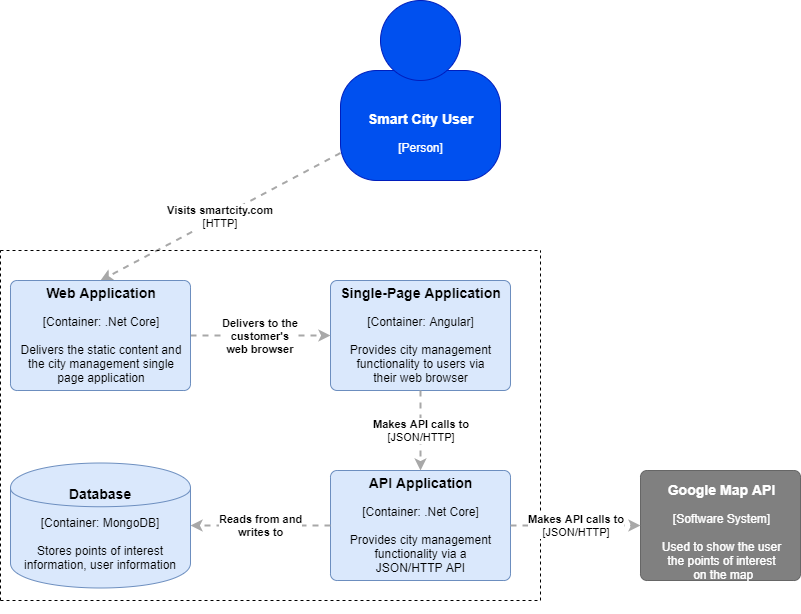 Smart City User
[Person]
Visits smartcity.com
[HTTP]
Web Application
[Container: .Net Core]
Delivers the static content and
the city management single
page application
Delivers to the
customer's
web browser
Single-Page Application
[Container: Angular]
Provides city management
functionality to users via
their web browser
Makes API calls to
[JSON/HTTP]
Database
[Container: MongoDB]
Stores points of interest
information, user information
Reads from and
writes to
API Application
[Container: .Net Core]
Provides city management
functionality via a
JSON/HTTP API
Makes API calls to
[JSON/HTTP]
Google Map API
[Software System]
Used to show the user
the points of interest
on the map